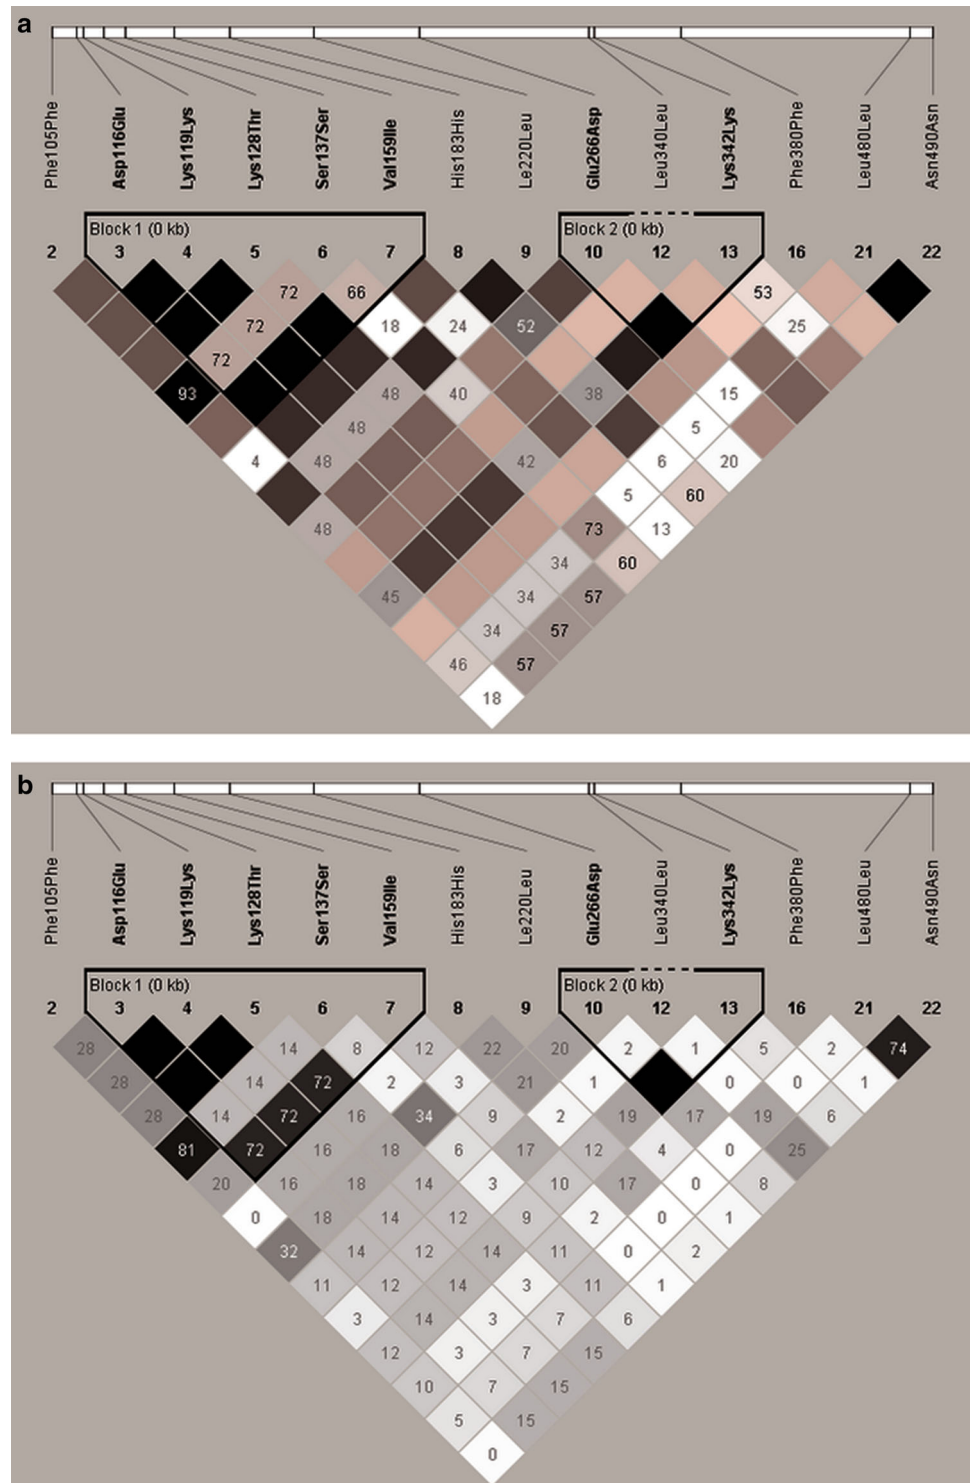 a
Phe105Phe
Asp116Glu
Lys119Lys
Lys128Thr
Ser137Ser
Val159Ile
His183His
Le220Leu
Glu266Asp
Leu340Leu
Lys342Lys
Phe380Phe
Leu480Leu
Asn490Asn
Block 1 (0 kb) Block 2 (0 kb)
2 3 4 5 6 7 8 9 10 12 13 16 21 22
72 66 53
72 18 24 52 25
72
93 48 40 38 15
48 5
4 48 42 6 20
5 60
48 73 13
34 60
45 34 57
34 57
46 57
18
b
Phe105Phe
Asp116Glu
Lys119Lys
Lys128Thr
Ser137Ser
Val159Ile
His183His
Le220Leu
Glu266Asp
Leu340Leu
Lys342Lys
Phe380Phe
Leu480Leu
Asn490Asn
Block 1 (0 kb) Block 2 (0 kb)
2 3 4 5 6 7 8 9 10 12 13 16 21 22
28 14 8 12 22 20 2 1 5 2 74
28 14 72 2 3 21 1 0 0 1
28 14 72 16 34 9 2 19 17 19 6
81 72 16 18 6 17 12 4 0 25
20 16 18 14 3 10 17 0 8
0 18 14 12 9 2 0 1
32 14 12 14 11 0 2
11 12 14 3 11 1
3 14 3 7 6
12 3 7 15
10 7 15
5 15
0